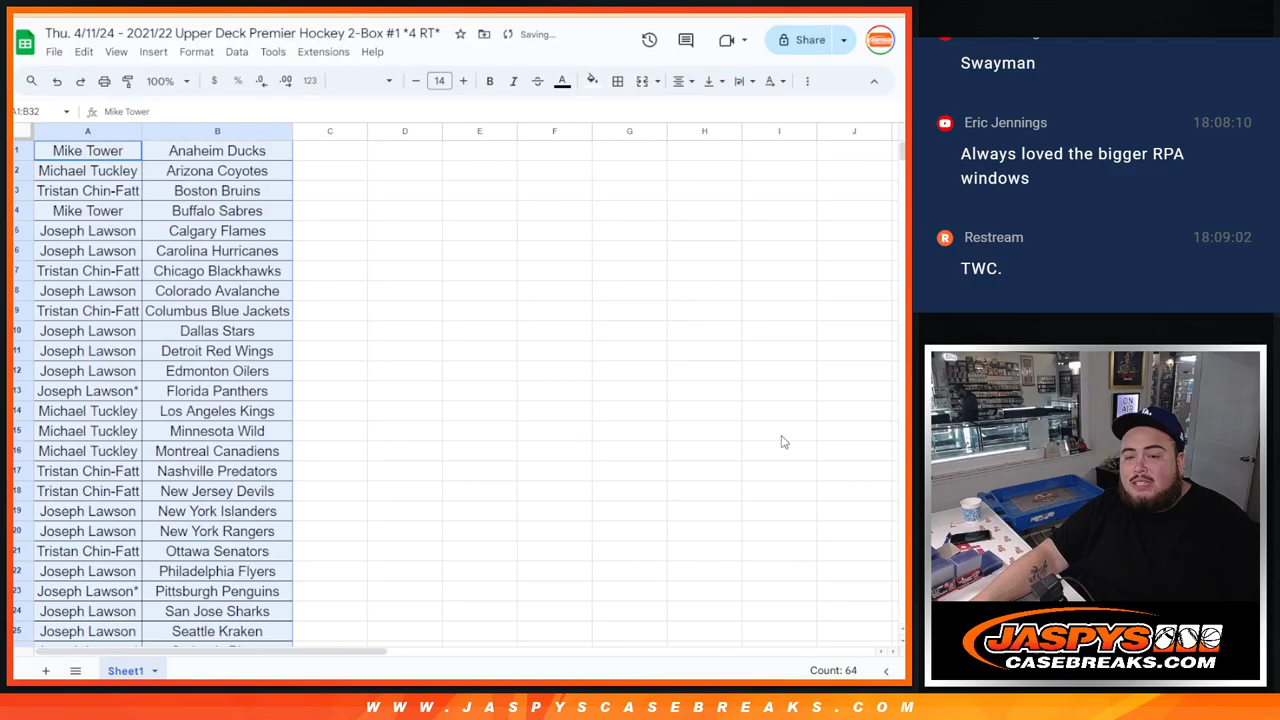 Thu. 4/11/24 - 2021/22 Upper Deck Premier Hockey 2-Box #1 *4 RT*
Saving...
File Edit View Insert Format Data Tools Extensions Help
Share
100% $ % .0 .00 123 14 B I A
A1:B32 fx Mike Tower
A B C D E F G H I J
1 Mike Tower Anaheim Ducks
2 Michael Tuckley Arizona Coyotes
3 Tristan Chin-Fatt Boston Bruins
4 Mike Tower Buffalo Sabres
5 Joseph Lawson Calgary Flames
6 Joseph Lawson Carolina Hurricanes
7 Tristan Chin-Fatt Chicago Blackhawks
8 Joseph Lawson Colorado Avalanche
9 Tristan Chin-Fatt Columbus Blue Jackets
10 Joseph Lawson Dallas Stars
11 Joseph Lawson Detroit Red Wings
12 Joseph Lawson Edmonton Oilers
13 Joseph Lawson* Florida Panthers
14 Michael Tuckley Los Angeles Kings
15 Michael Tuckley Minnesota Wild
16 Michael Tuckley Montreal Canadiens
17 Tristan Chin-Fatt Nashville Predators
18 Tristan Chin-Fatt New Jersey Devils
19 Joseph Lawson New York Islanders
20 Joseph Lawson New York Rangers
21 Tristan Chin-Fatt Ottawa Senators
22 Joseph Lawson Philadelphia Flyers
23 Joseph Lawson* Pittsburgh Penguins
24 Joseph Lawson San Jose Sharks
25 Joseph Lawson Seattle Kraken
Sheet1
Count: 64
Swayman
Eric Jennings 18:08:10
Always loved the bigger RPA
windows
Restream 18:09:02
TWC.
ON
AIR
JASPYS
CASEBREAKS.COM
WWW.JASPYSCASEBREAKS.COM